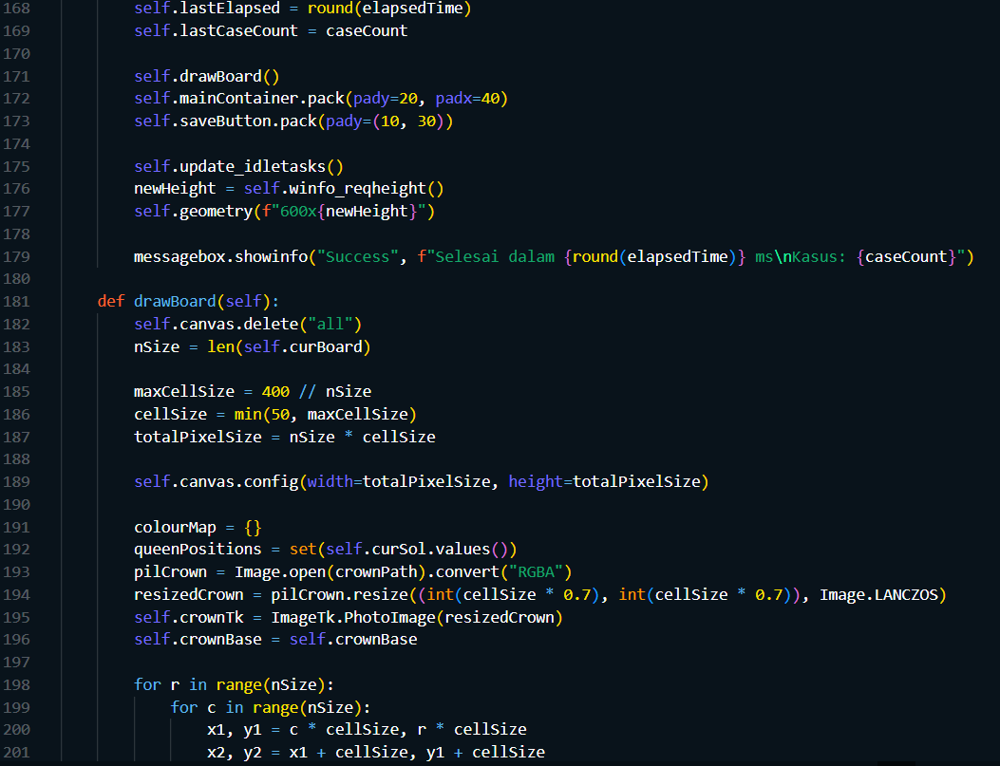 168 self.lastElapsed = round(elapsedTime)
169 self.lastCaseCount = caseCount
170
171 self.drawBoard()
172 self.mainContainer.pack(pady=20, padx=40)
173 self.saveButton.pack(pady=(10, 30))
174
175 self.update_idletasks()
176 newHeight = self.winfo_reqheight()
177 self.geometry(f"600x{newHeight}")
178
179 messagebox.showinfo("Success", f"Selesai dalam {round(elapsedTime)} ms\nKasus: {caseCount}")
180
181 def drawBoard(self):
182 self.canvas.delete("all")
183 nSize = len(self.curBoard)
184
185 maxCellSize = 400 // nSize
186 cellSize = min(50, maxCellSize)
187 totalPixelSize = nSize * cellSize
188
189 self.canvas.config(width=totalPixelSize, height=totalPixelSize)
190
191 colourMap = {}
192 queenPositions = set(self.curSol.values())
193 pilCrown = Image.open(crownPath).convert("RGBA")
194 resizedCrown = pilCrown.resize((int(cellSize * 0.7), int(cellSize * 0.7)), Image.LANCZOS)
195 self.crownTk = ImageTk.PhotoImage(resizedCrown)
196 self.crownBase = self.crownBase
197
198 for r in range(nSize):
199 for c in range(nSize):
200 x1, y1 = c * cellSize, r * cellSize
201 x2, y2 = x1 + cellSize, y1 + cellSize